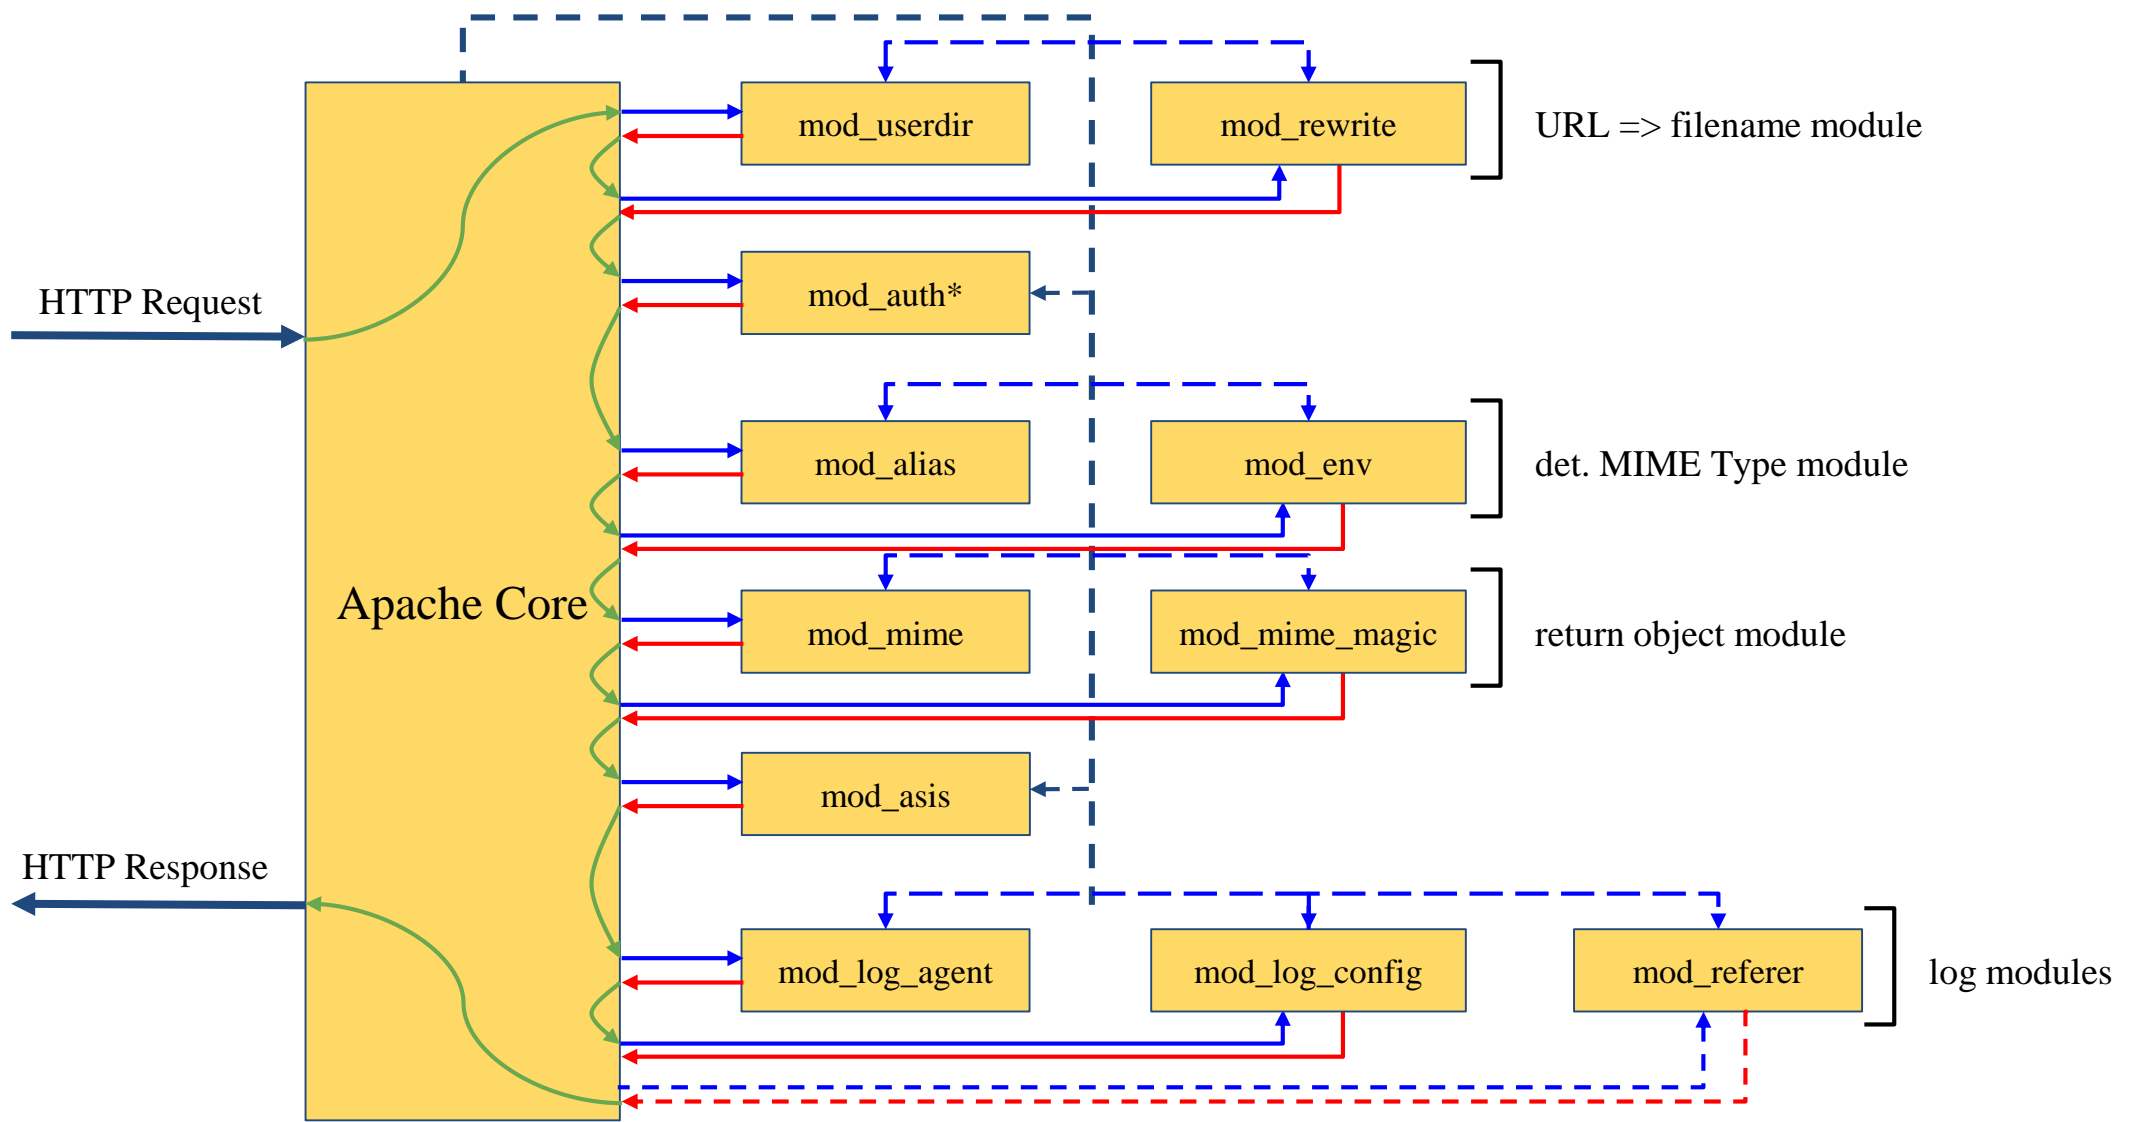 mod_userdir
mod_rewrite
URL => filename module
HTTP Request
mod_auth*
mod_alias
mod_env
det. MIME Type module
Apache Core
mod_mime
mod_mime_magic
return object module
mod_asis
HTTP Response
mod_log_agent
mod_log_config
mod_referer
log modules